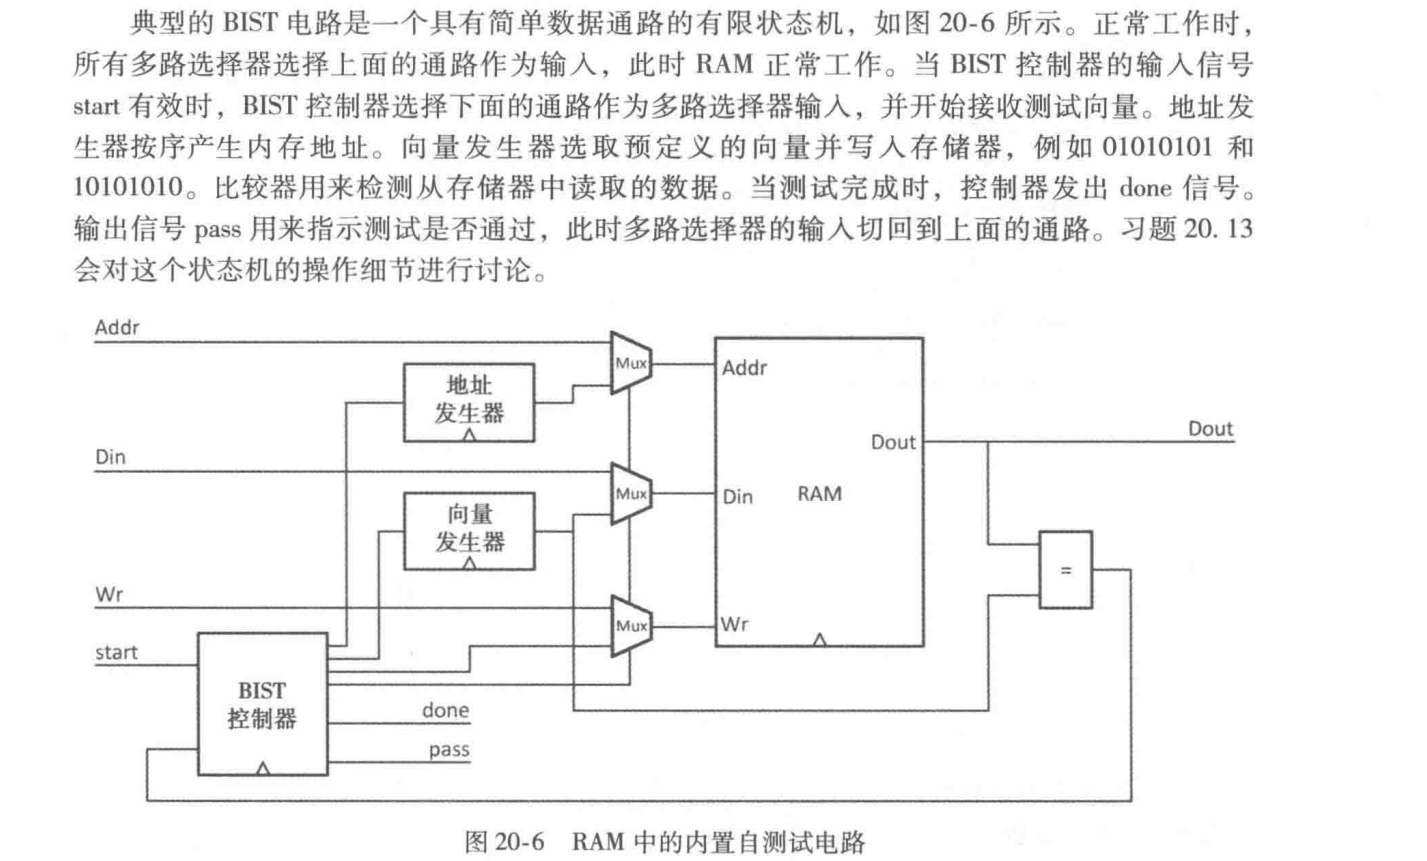 典型的 BIST 电路是一个具有简单数据通路的有限状态机，如图 20-6 所示。正常工作时，
所有多路选择器选择上面的通路作为输入，此时 RAM 正常工作。当 BIST 控制器的输入信号
start 有效时，BIST 控制器选择下面的通路作为多路选择器输入，并开始接收测试向量。地址发
生器按序产生内存地址。向量发生器选取预定义的向量并写入存储器，例如 01010101 和
10101010。比较器用来检测从存储器中读取的数据。当测试完成时，控制器发出 done 信号。
输出信号 pass 用来指示测试是否通过，此时多路选择器的输入切回到上面的通路。习题 20.13
会对这个状态机的操作细节进行讨论。
Addr
地址
发生器
Mux
Addr
Dout
Dout
Din
向量
发生器
Mux
Din
RAM
=
Wr
Mux
Wr
start
BIST
控制器
done
pass
图 20-6 RAM 中的内置自测试电路